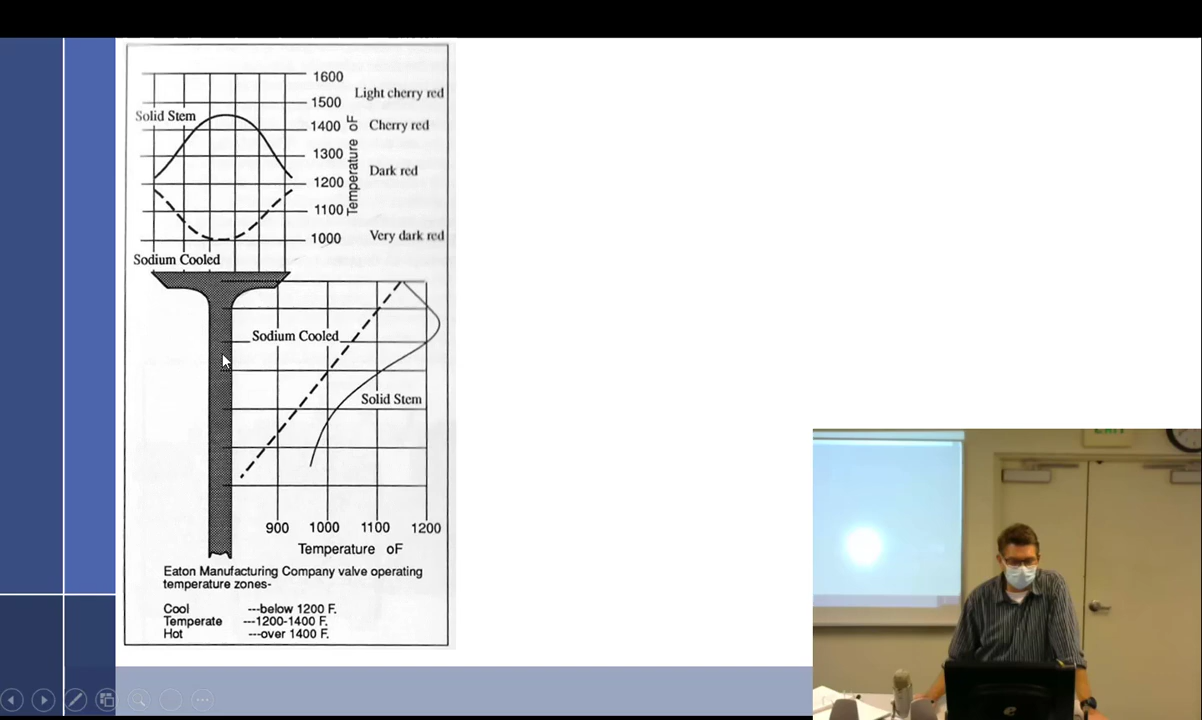 1600
Light cherry red
1500
Solid Stem
1400
Cherry red
Temperature oF
1300
Dark red
1200
1100
Very dark red
1000
Sodium Cooled
Sodium Cooled
Solid Stem
900 1000 1100 1200
Temperature oF
Eaton Manufacturing Company valve operating
temperature zones-
Cool ---below 1200 F.
Temperate ---1200-1400 F.
Hot ---over 1400 F.
EXIT